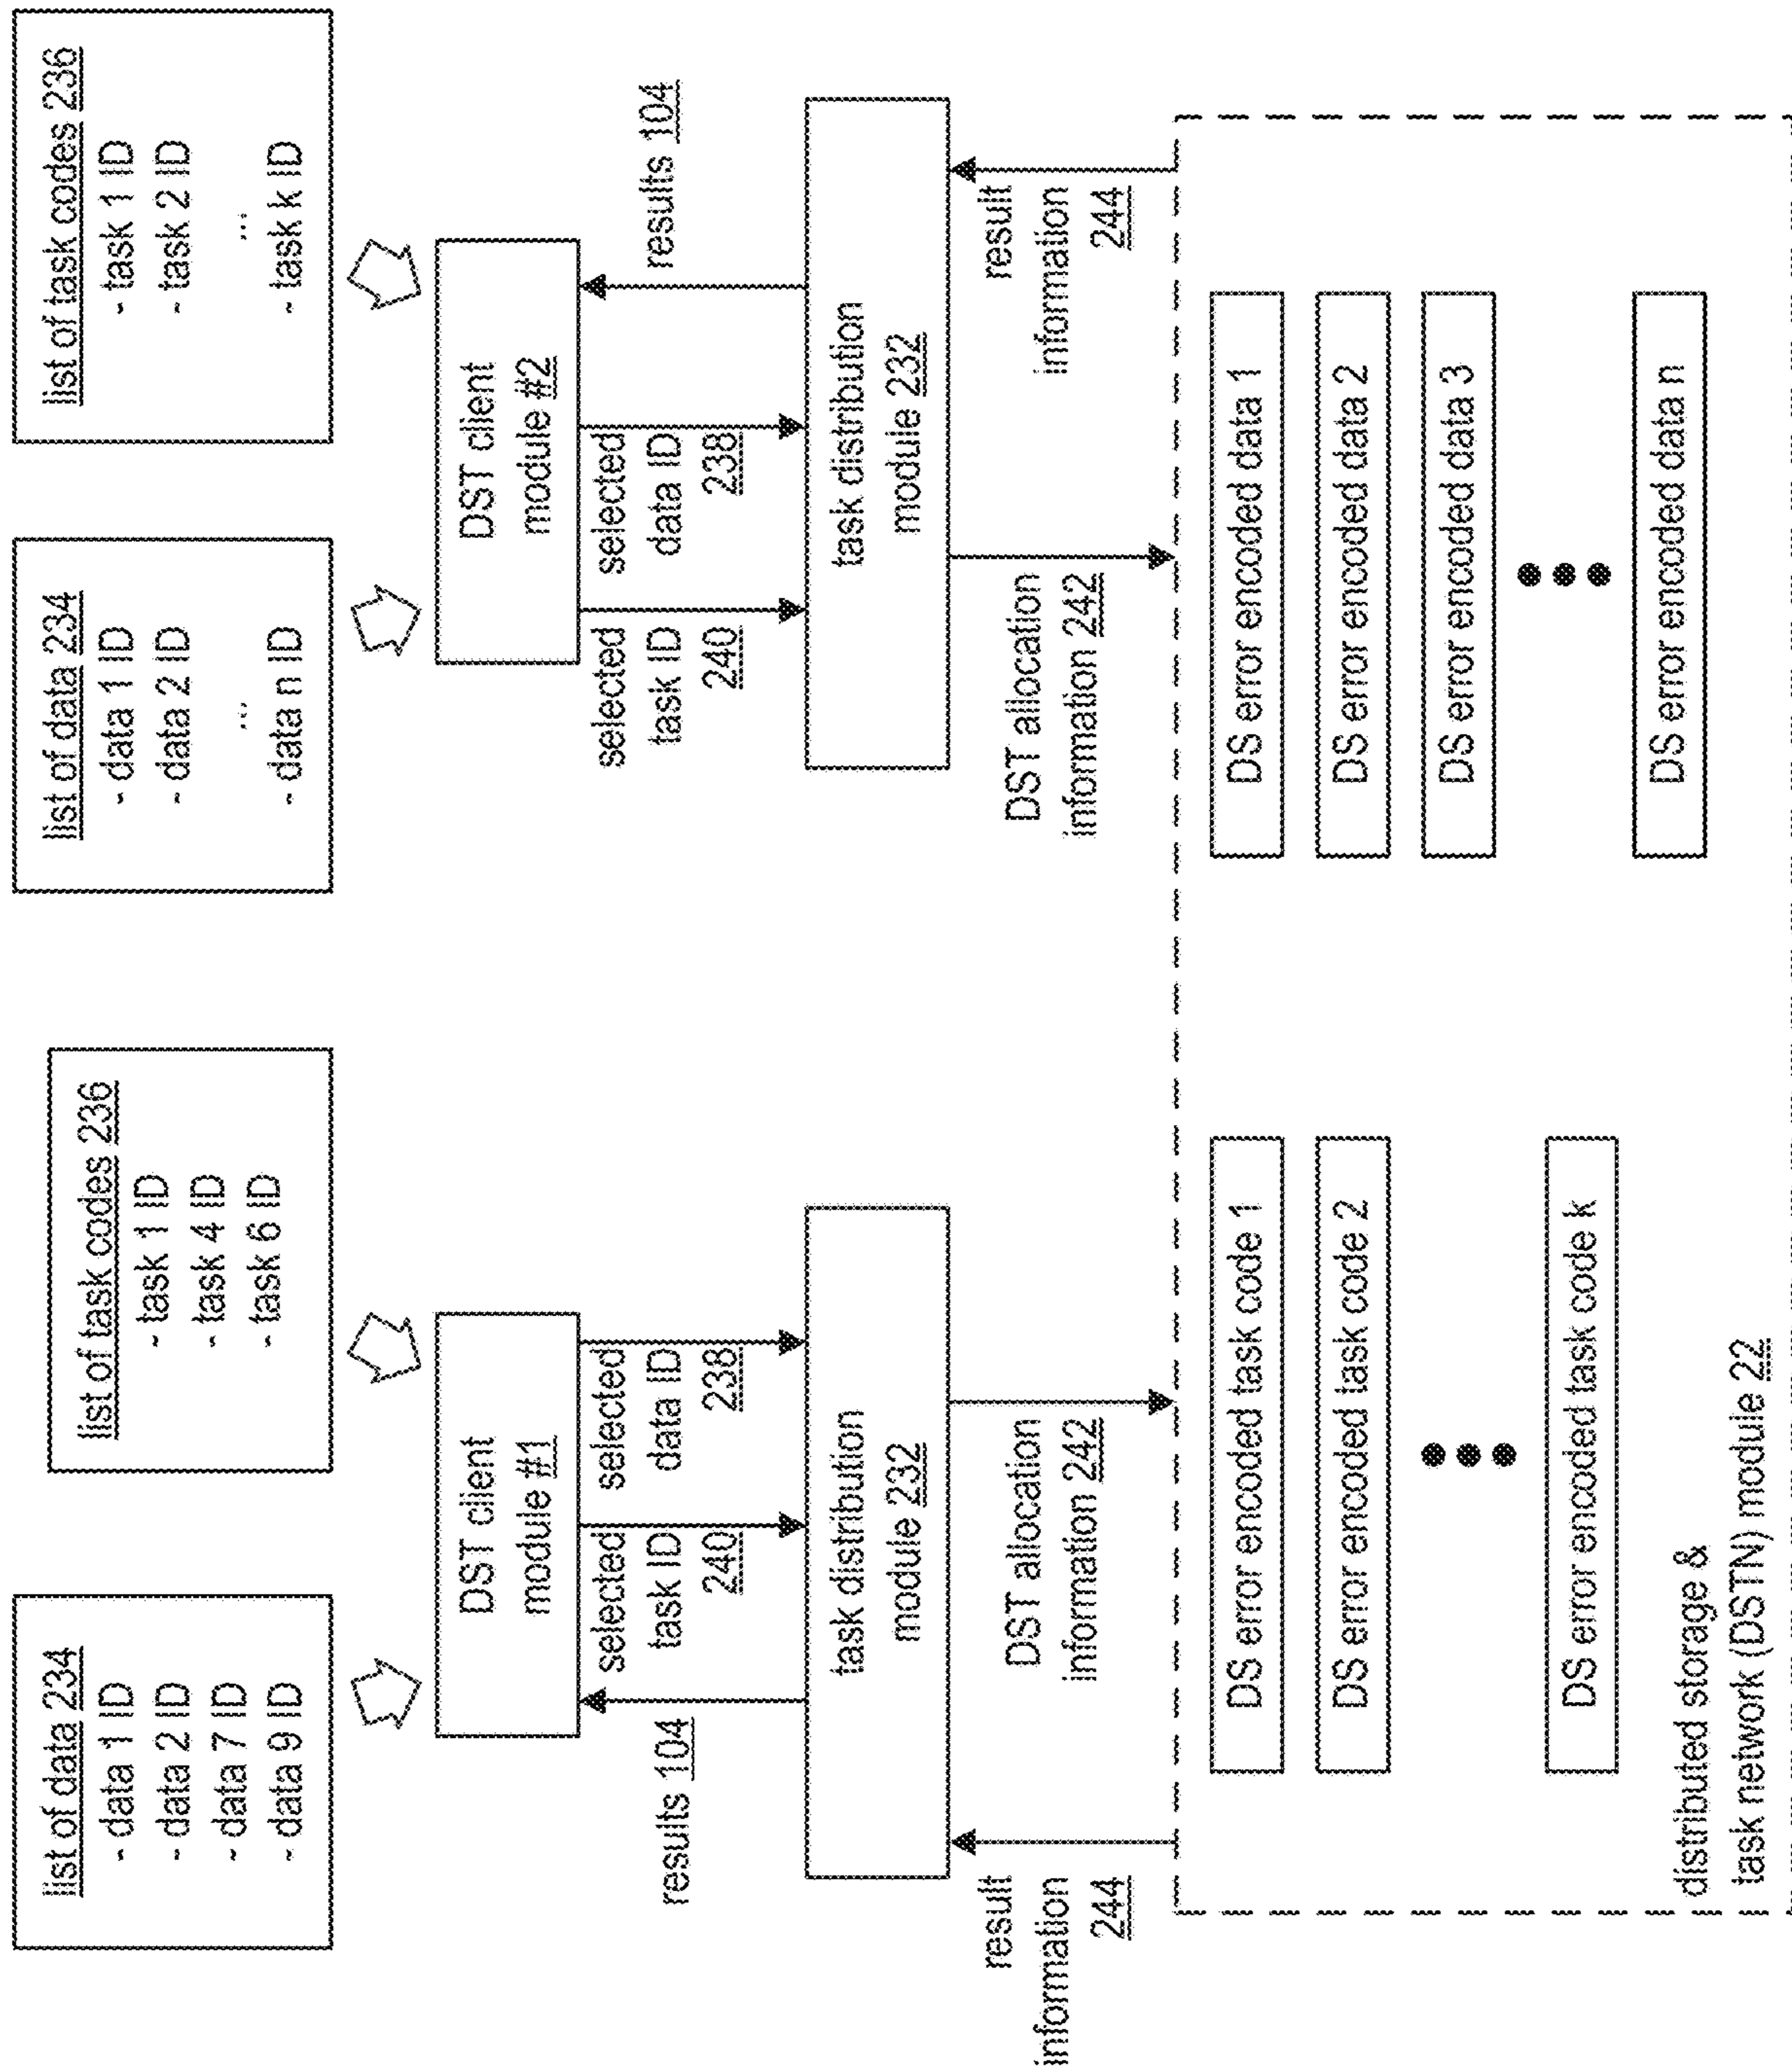 list of data 234
- data 1 ID
- data 2 ID
- data 7 ID
- data 9 ID
list of task codes 236
- task 1 ID
- task 4 ID
- task 6 ID
list of data 234
- data 1 ID
- data 2 ID
...
- data n ID
list of task codes 236
- task 1 ID
- task 2 ID
...
- task k ID
DST client
module #1
DST client
module #2
results 104
selected
task ID
240
selected
data ID
238
selected
task ID
240
selected
data ID
238
results 104
task distribution
module 232
task distribution
module 232
result
information
244
DST allocation
information 242
DST allocation
information 242
result
information
244
DS error encoded task code 1
DS error encoded task code 2
DS error encoded task code k
DS error encoded data 1
DS error encoded data 2
DS error encoded data 3
DS error encoded data n
distributed storage &
task network (DSTN) module 22